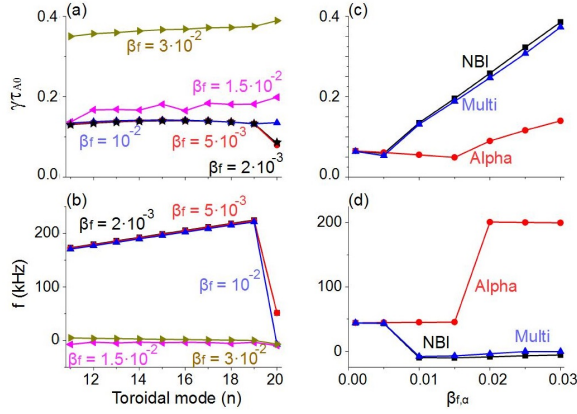 (a)
βf = 3·10⁻²
βf = 1.5·10⁻²
βf = 10⁻²
βf = 5·10⁻³
βf = 2·10⁻³
γτA0
0.4
0.2
0.0
(b)
βf = 2·10⁻³
βf = 5·10⁻³
βf = 10⁻²
βf = 1.5·10⁻²
βf = 3·10⁻²
f (kHz)
200
100
0
12 14 16 18 20
Toroidal mode (n)
(c)
NBI
Multi
Alpha
0.4
0.2
0.0
(d)
Alpha
NBI
Multi
200
100
0
0.00 0.01 0.02 0.03
βf,α